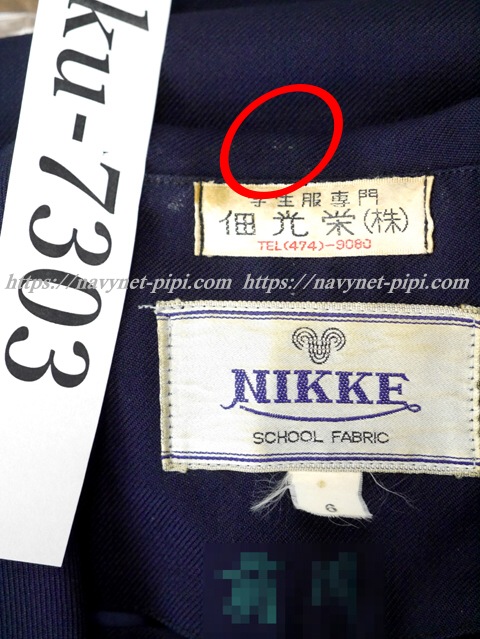 ku-7303
学生服専門
佃光栄(株)
TEL(474)-9080
https://navynet-pipi.com https://navynet-pipi.com
NIKKE
SCHOOL FABRIC
6